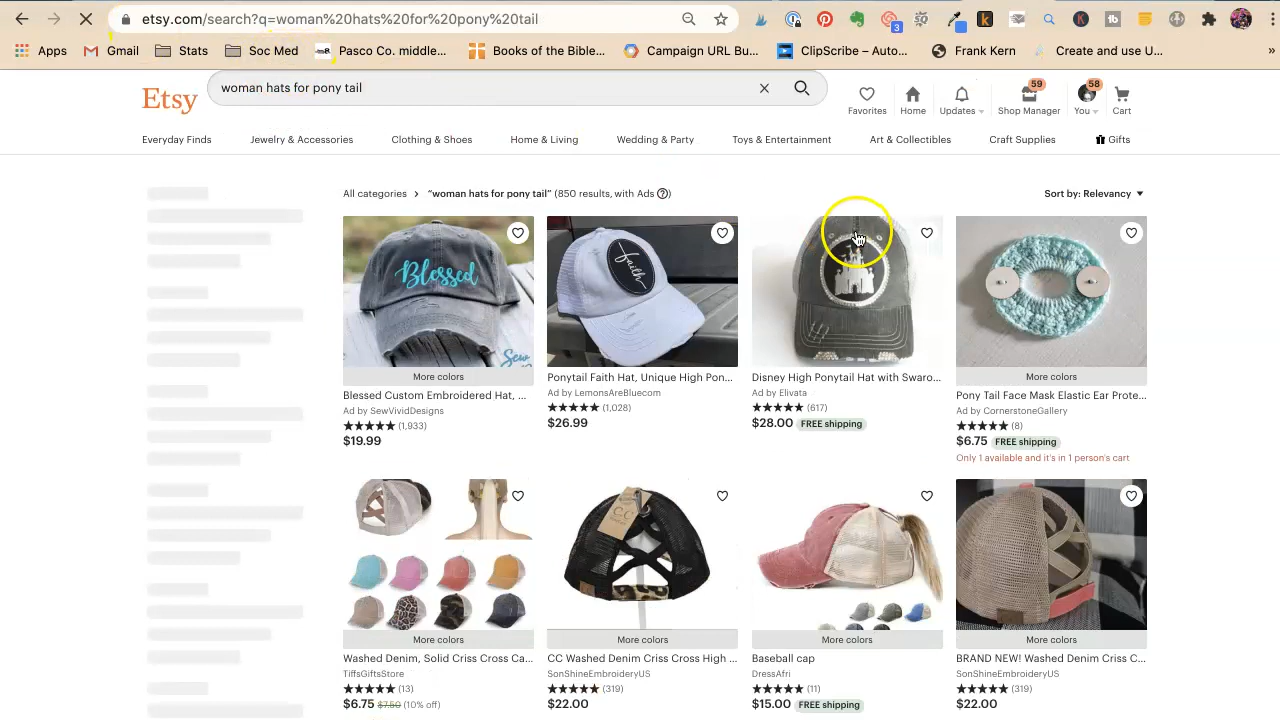 etsy.com/search?q=woman%20hats%20for%20pony%20tail
3
Apps
Gmail
Stats
Soc Med
Pasco Co. middle...
Books of the Bible...
Campaign URL Bu...
ClipScribe – Auto...
Frank Kern
Create and use U...
»
Etsy
woman hats for pony tail
Favorites
Home
Updates
59
Shop Manager
58
You
Cart
Everyday Finds
Jewelry & Accessories
Clothing & Shoes
Home & Living
Wedding & Party
Toys & Entertainment
Art & Collectibles
Craft Supplies
Gifts
All categories > “woman hats for pony tail” (850 results, with Ads ?)
Sort by: Relevancy
Blessed
Sew
Vivid
faith
More colors
More colors
Blessed Custom Embroidered Hat, ...
Ad by SewVividDesigns
(1,933)
$19.99
Ponytail Faith Hat, Unique High Pon...
Ad by LemonsAreBluecom
(1,028)
$26.99
Disney High Ponytail Hat with Swaro...
Ad by Elivata
(617)
$28.00 FREE shipping
Pony Tail Face Mask Elastic Ear Prote...
Ad by CornerstoneGallery
(8)
$6.75 FREE shipping
Only 1 available and it's in 1 person's cart
CC
More colors
More colors
More colors
More colors
Washed Denim, Solid Criss Cross Ca...
TiffsGiftsStore
(13)
$6.75 $7.50 (10% off)
CC Washed Denim Criss Cross High ...
SonShineEmbroideryUS
(319)
$22.00
Baseball cap
DressAfri
(11)
$15.00 FREE shipping
BRAND NEW! Washed Denim Criss C...
SonShineEmbroideryUS
(319)
$22.00